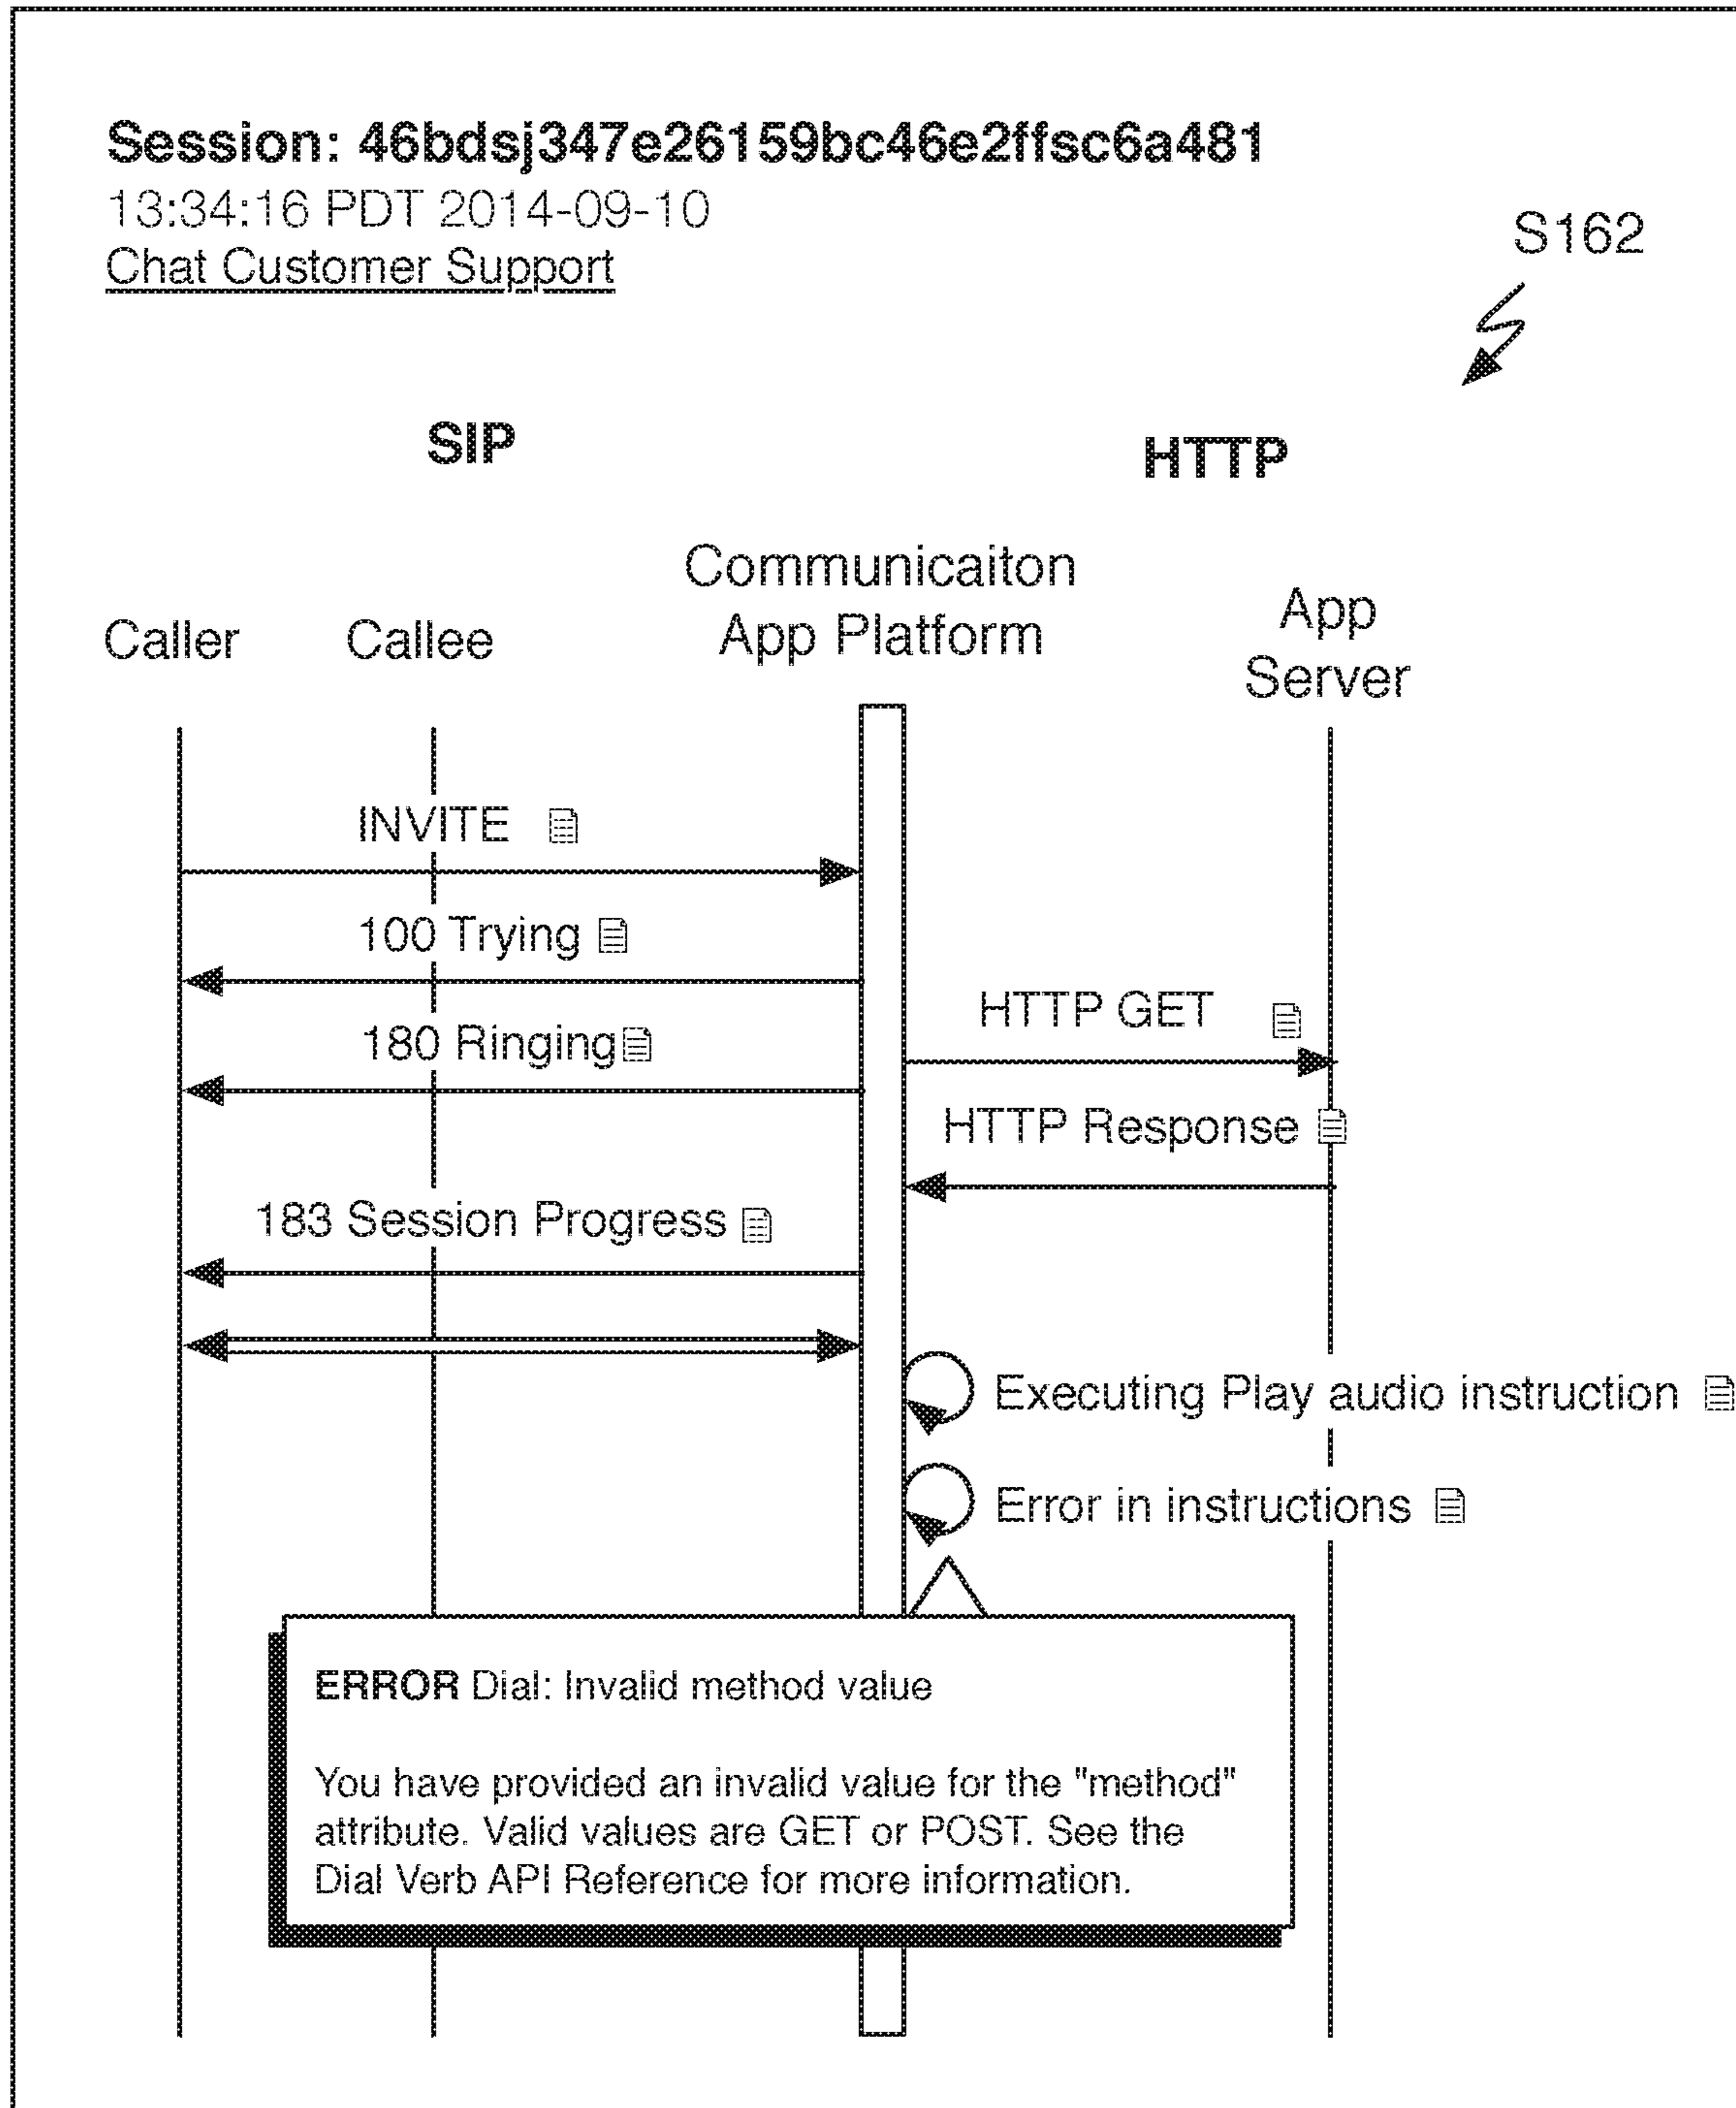 Session: 46bdsj347e26159bc46e2ffsc6a481
13:34:16 PDT 2014-09-10
Chat Customer Support
S162
SIP
HTTP
Caller
Callee
Communicaiton
App Platform
App
Server
INVITE
100 Trying
HTTP GET
180 Ringing
HTTP Response
183 Session Progress
Executing Play audio instruction
Error in instructions
ERROR Dial: Invalid method value
You have provided an invalid value for the "method"
attribute. Valid values are GET or POST. See the
Dial Verb API Reference for more information.